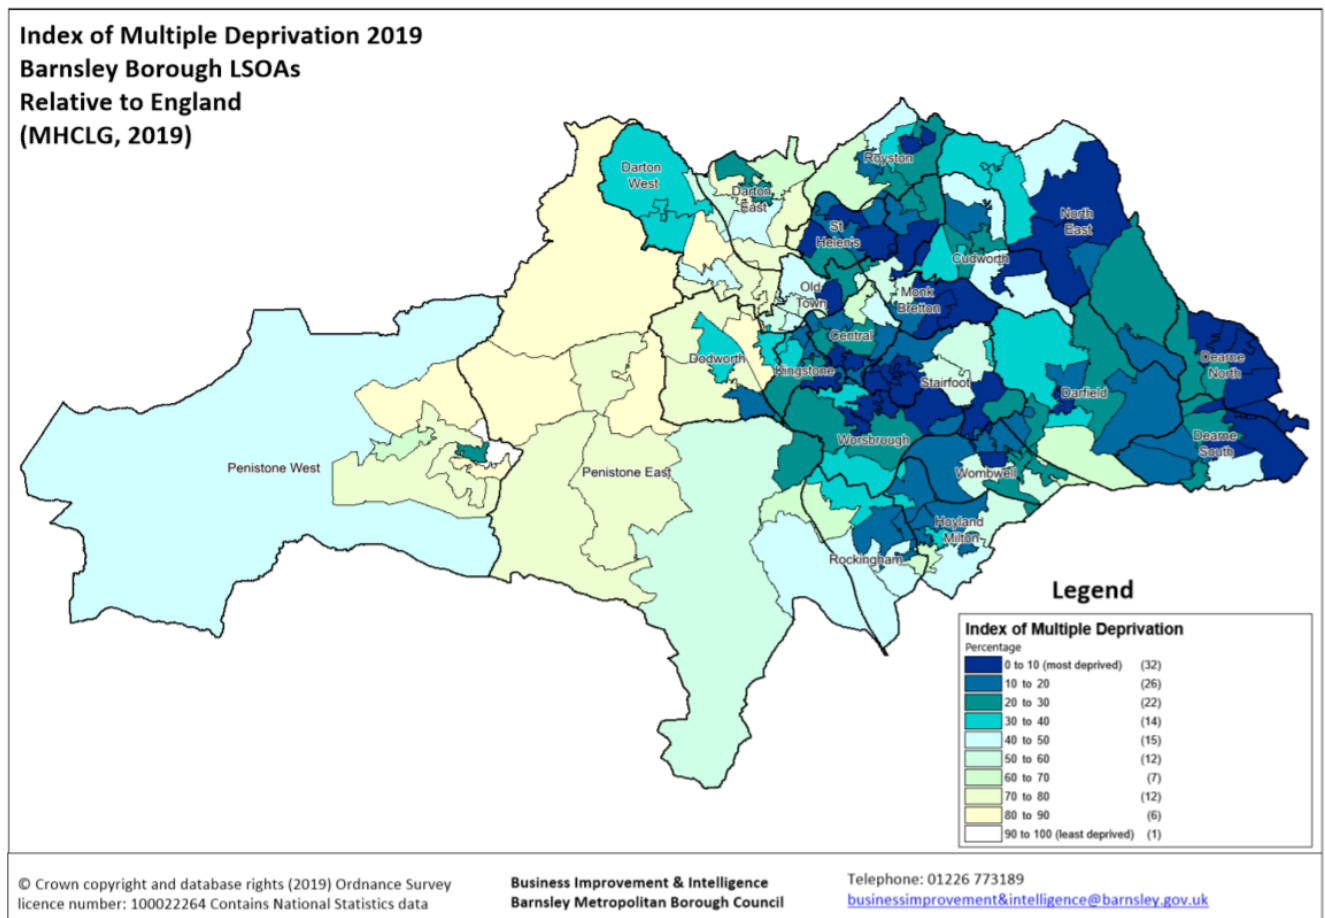 Index of Multiple Deprivation 2019
Barnsley Borough LSOAs
Relative to England
(MHCLG, 2019)
Darton
West
Darton
East
Royston
St
Helen's
North
East
Cudworth
Old
Town
Monk
Bretton
Central
Dodworth
Kingstone
Stairfoot
Darfield
Dearne
North
Dearne
South
Worsbrough
Penistone West
Penistone East
Wombwell
Hoyland
Milton
Rockingham
Legend
Index of Multiple Deprivation
Percentage
0 to 10 (most deprived) (32)
10 to 20 (26)
20 to 30 (22)
30 to 40 (14)
40 to 50 (15)
50 to 60 (12)
60 to 70 (7)
70 to 80 (12)
80 to 90 (6)
90 to 100 (least deprived) (1)
© Crown copyright and database rights (2019) Ordnance Survey
licence number: 100022264 Contains National Statistics data
Business Improvement & Intelligence
Barnsley Metropolitan Borough Council
Telephone: 01226 773189
businessimprovement&intelligence@barnsley.gov.uk